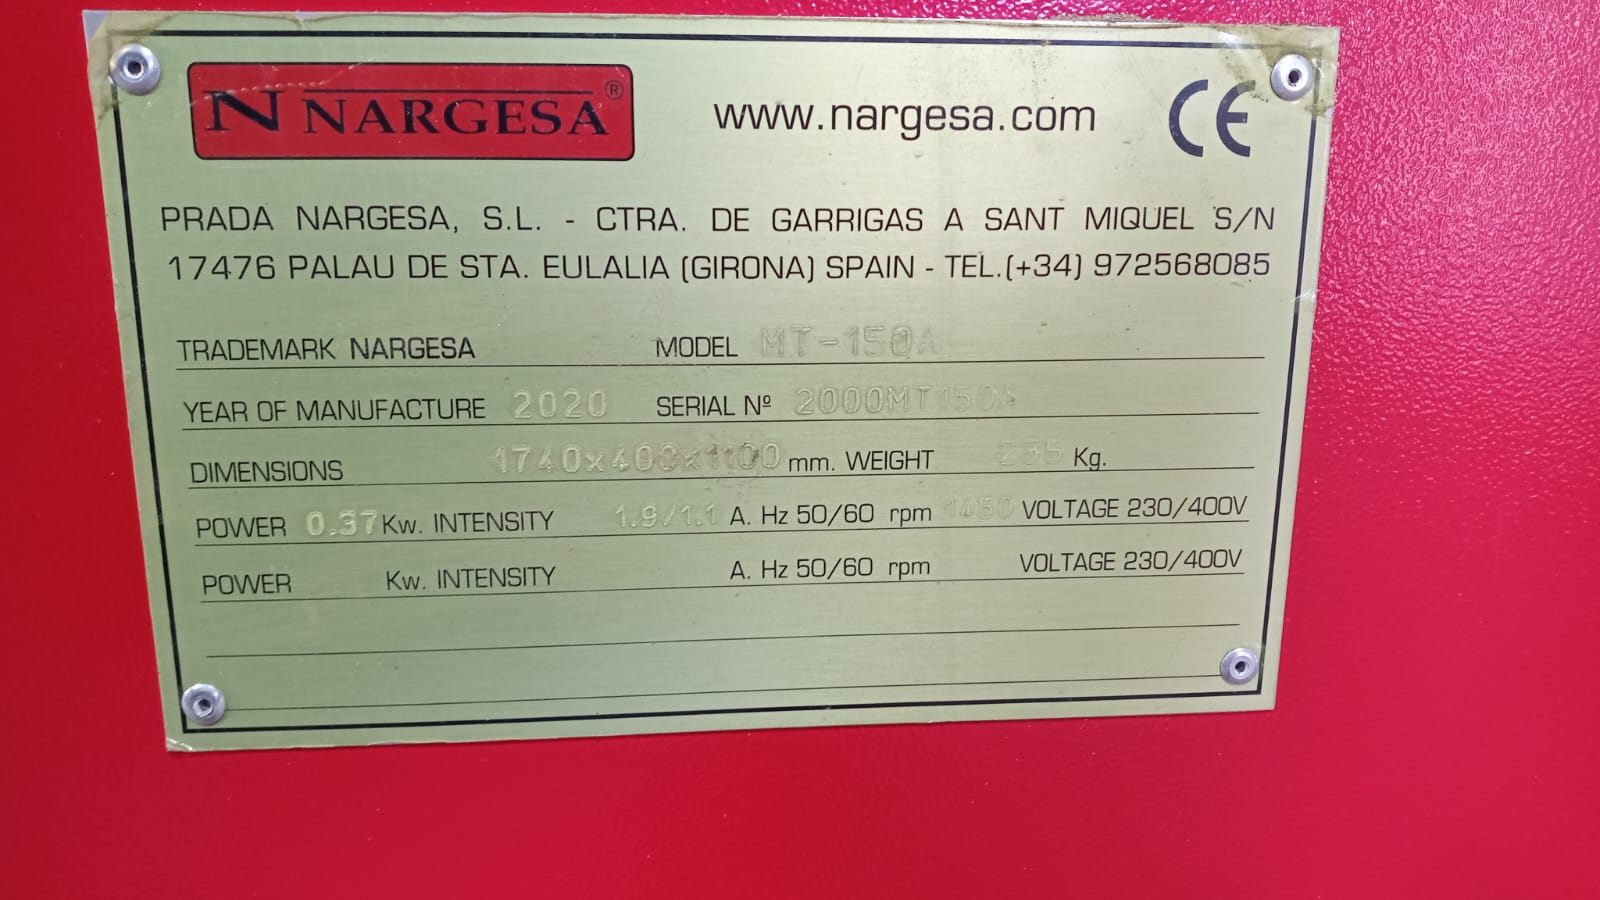 N NARGESA® www.nargesa.com CE
PRADA NARGESA, S.L. - CTRA. DE GARRIGAS A SANT MIQUEL S/N
17476 PALAU DE STA. EULALIA (GIRONA) SPAIN - TEL.(+34) 972568085
TRADEMARK NARGESA MODEL MT-150A
YEAR OF MANUFACTURE 2020 SERIAL Nº 2000MT150A
DIMENSIONS 1740x400x1100 mm. WEIGHT 235 Kg.
POWER 0.37 Kw. INTENSITY 1.9/1.1 A. Hz 50/60 rpm 1450 VOLTAGE 230/400V
POWER Kw. INTENSITY A. Hz 50/60 rpm VOLTAGE 230/400V